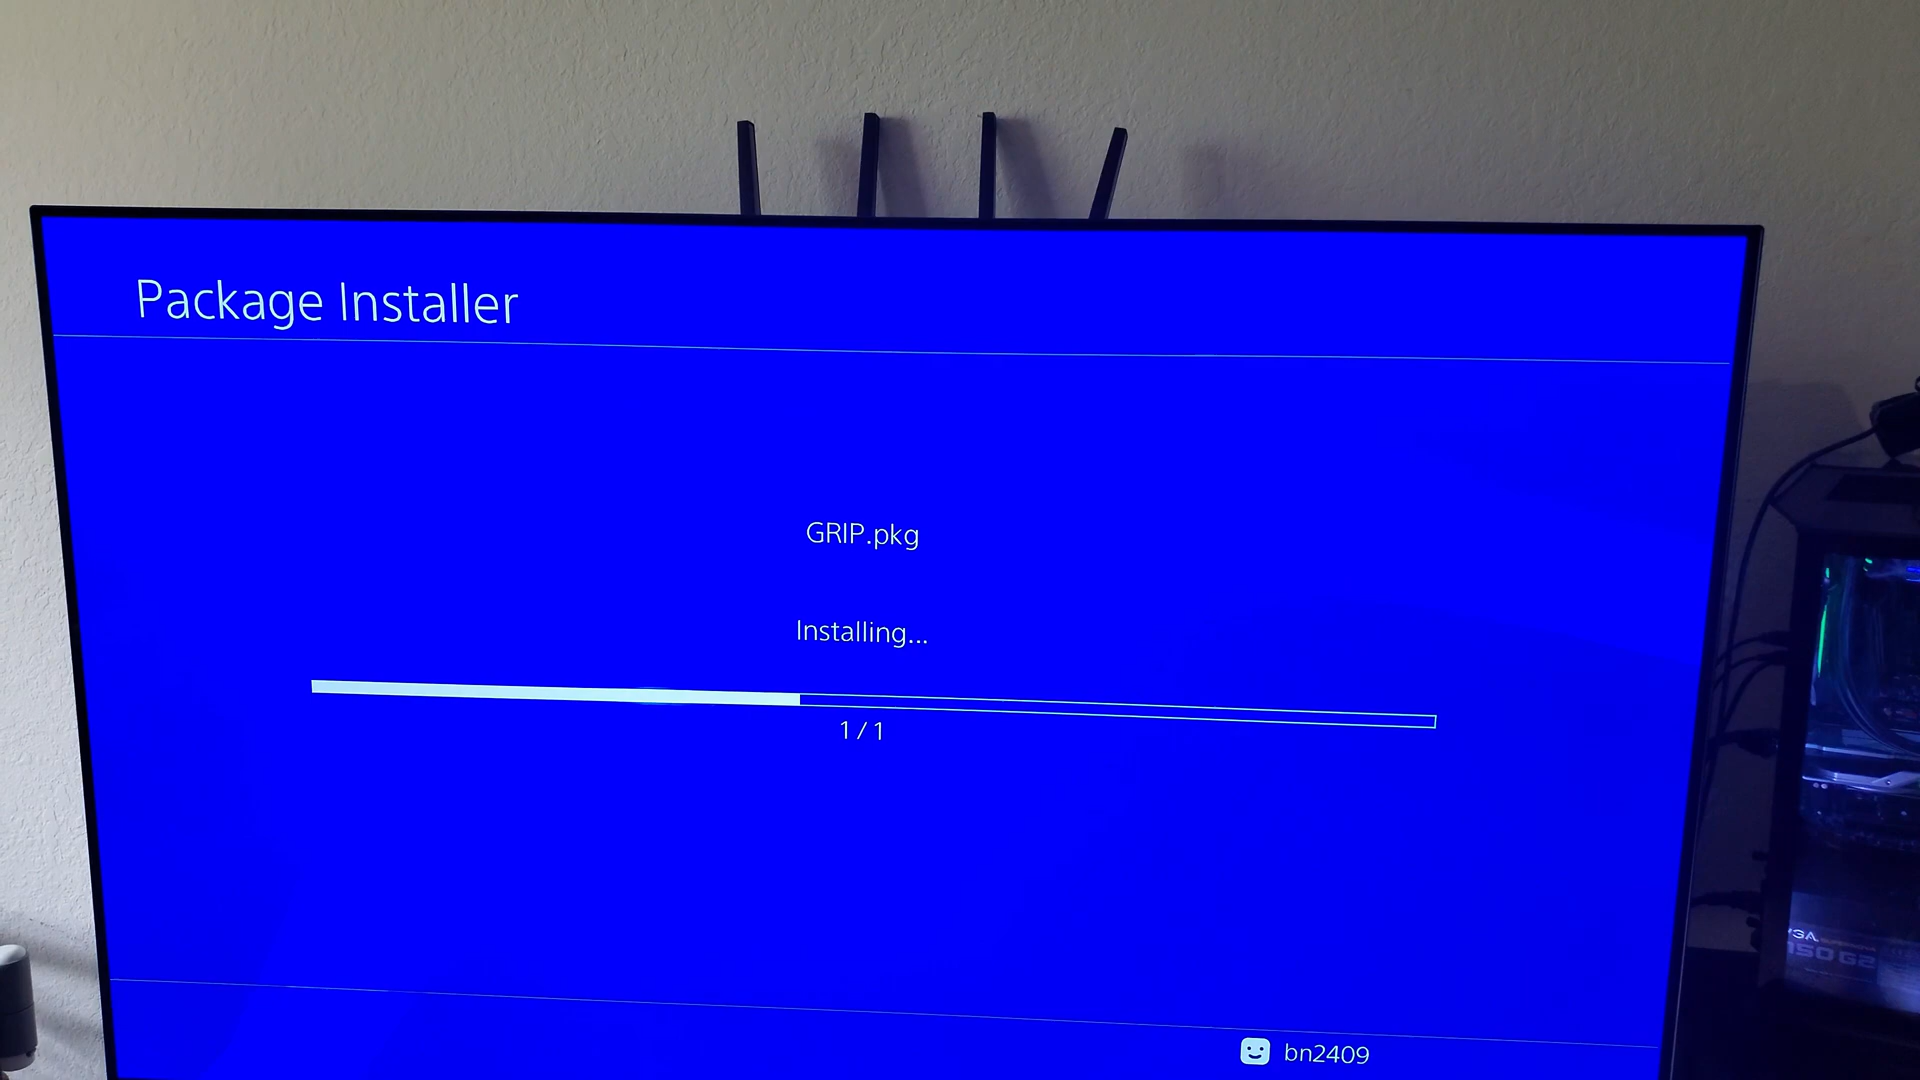 Package Installer
GRIP.pkg
Installing...
1 / 1
bn2409